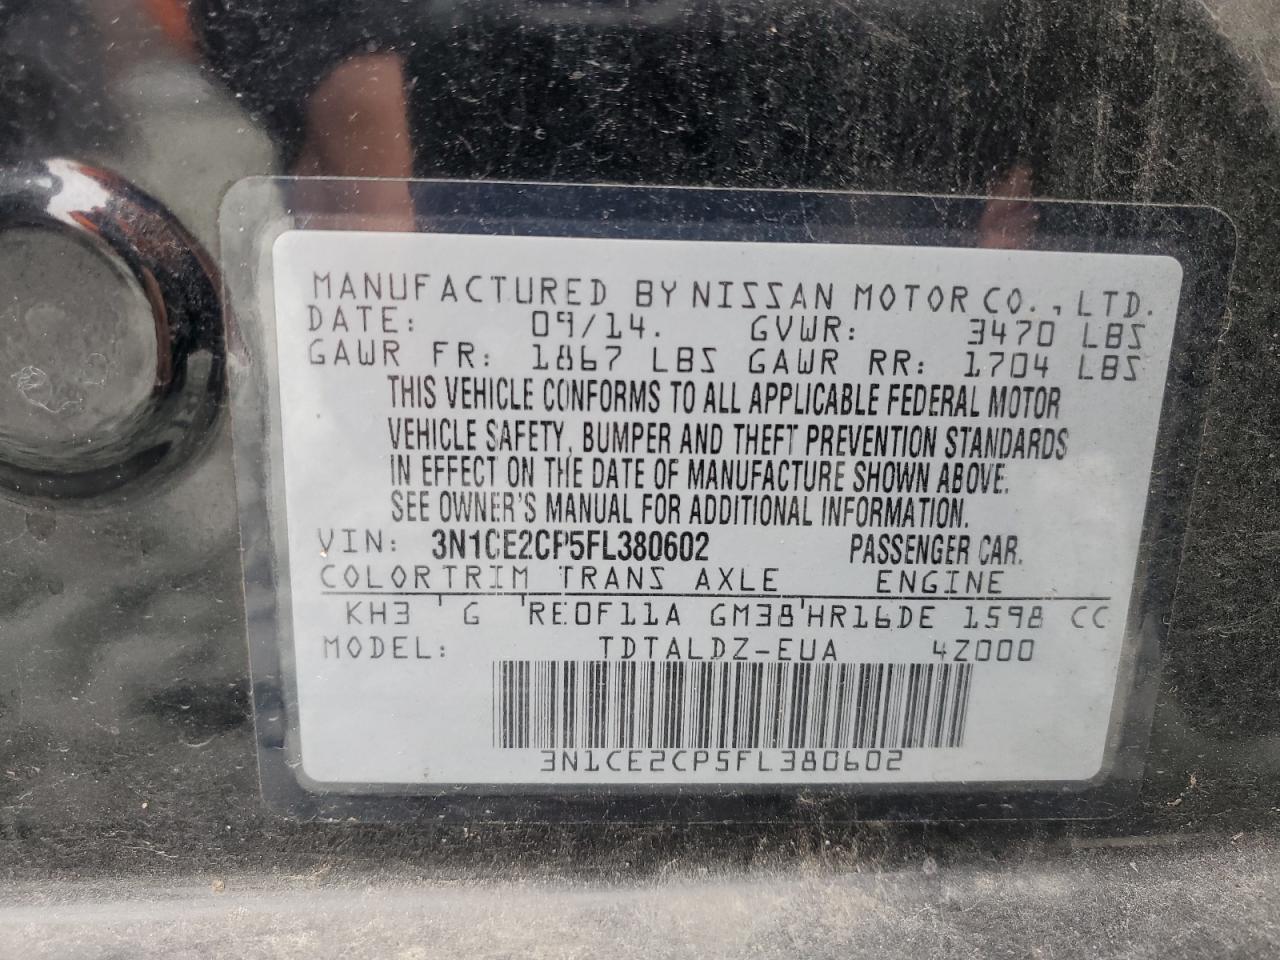 MANUFACTURED BY NISSAN MOTOR CO., LTD.
DATE: 09/14. GVWR: 3470 LBS
GAWR FR: 1867 LBS GAWR RR: 1704 LBS
THIS VEHICLE CONFORMS TO ALL APPLICABLE FEDERAL MOTOR
VEHICLE SAFETY, BUMPER AND THEFT PREVENTION STANDARDS
IN EFFECT ON THE DATE OF MANUFACTURE SHOWN ABOVE.
SEE OWNER'S MANUAL FOR ADDITIONAL INFORMATION.
VIN: 3N1CE2CP5FL380602 PASSENGER CAR.
COLOR TRIM TRANS AXLE ENGINE
KH3 ' G ' RE0F11A GM38 ' HR16DE 1598 CC
MODEL: TDTALDZ-EUA 4Z000
3N1CE2CP5FL380602